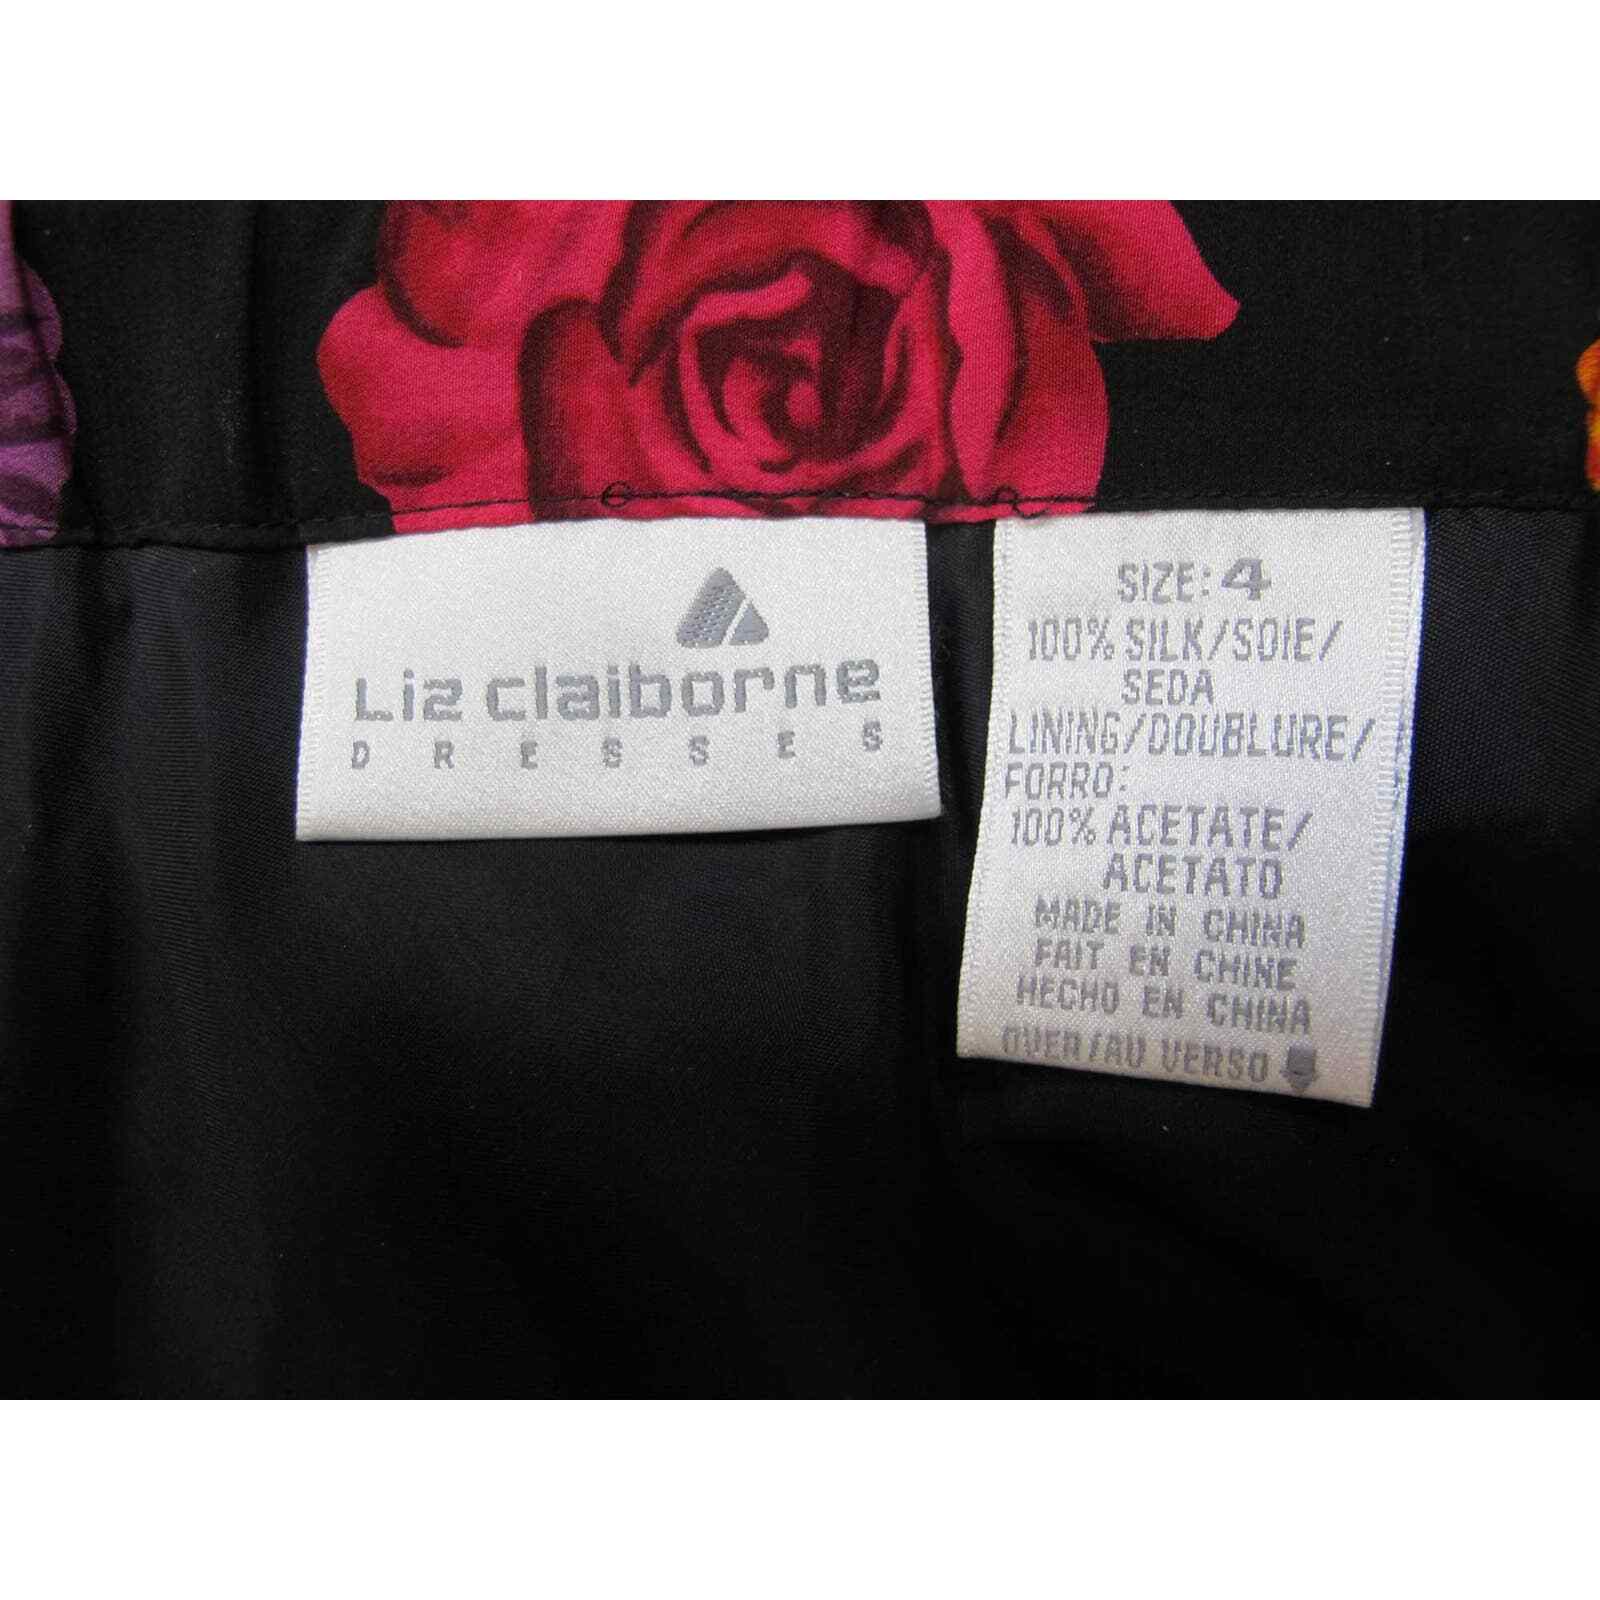 Liz claiborne
DRESSES
SIZE: 4
100% SILK/SOIE/
SEDA
LINING/DOUBLURE/
FORRO:
100% ACETATE/
ACETATO
MADE IN CHINA
FAIT EN CHINE
HECHO EN CHINA
OVER/AU VERSO